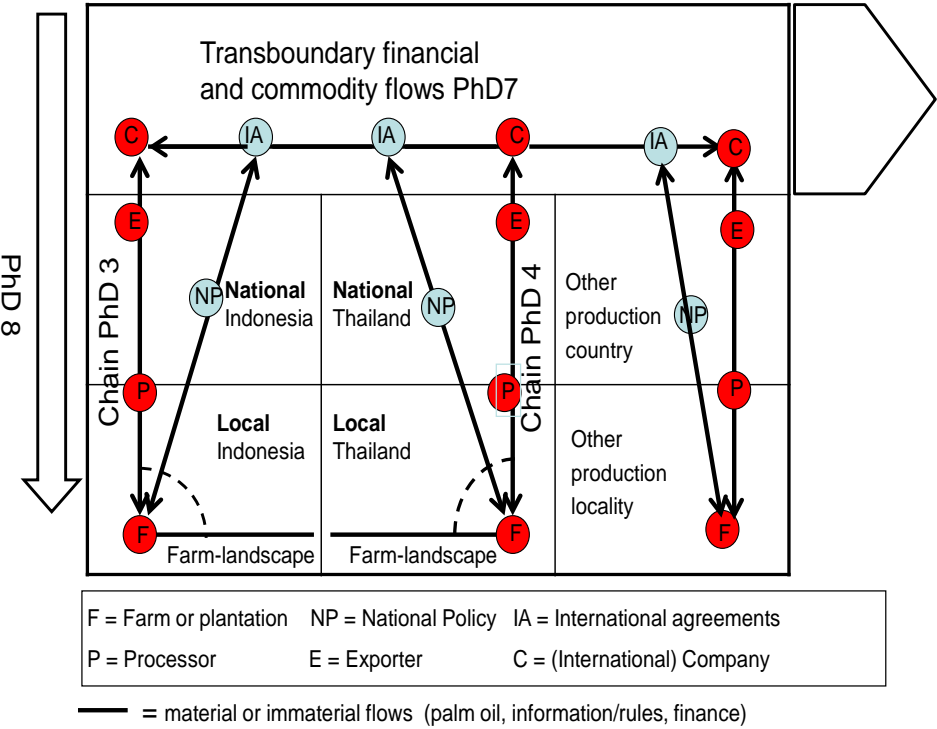 Transboundary financial
and commodity flows PhD7
C
IA
IA
C
IA
C
E
E
E
PhD 8
Chain PhD 3
NP
National
Indonesia
National
Thailand
NP
Chain PhD 4
Other
production
country
NP
P
P
P
Local
Indonesia
Local
Thailand
Other
production
locality
F
Farm-landscape
Farm-landscape
F
F
F = Farm or plantation NP = National Policy IA = International agreements
P = Processor E = Exporter C = (International) Company
= material or immaterial flows (palm oil, information/rules, finance)